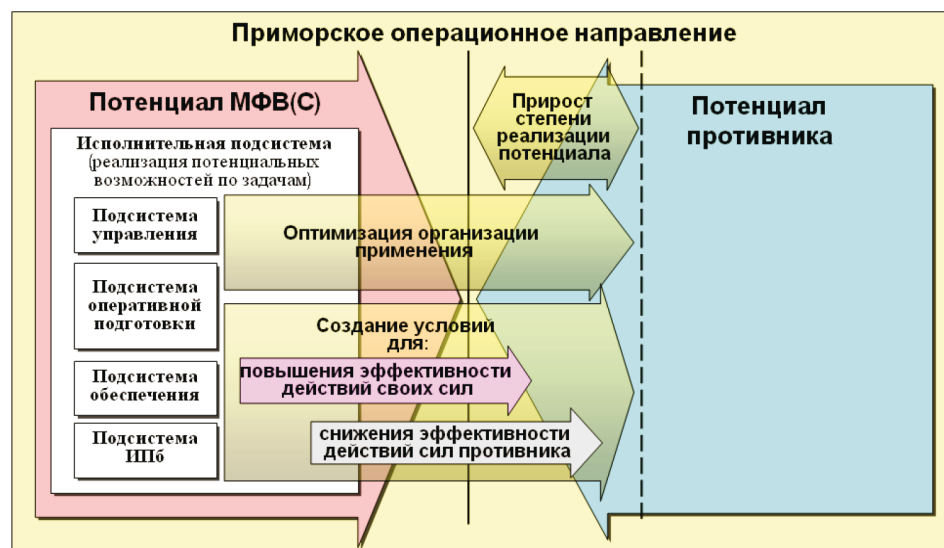 Приморское операционное направление
Потенциал МФВ(С)
Исполнительная подсистема
(реализация потенциальных
возможностей по задачам)
Подсистема
управления
Подсистема
оперативной
подготовки
Подсистема
обеспечения
Подсистема
ИПб
Прирост
степени
реализации
потенциала
Потенциал
противника
Оптимизация организации
применения
Создание условий
для:
повышения эффективности
действий своих сил
снижения эффективности
действий сил противника